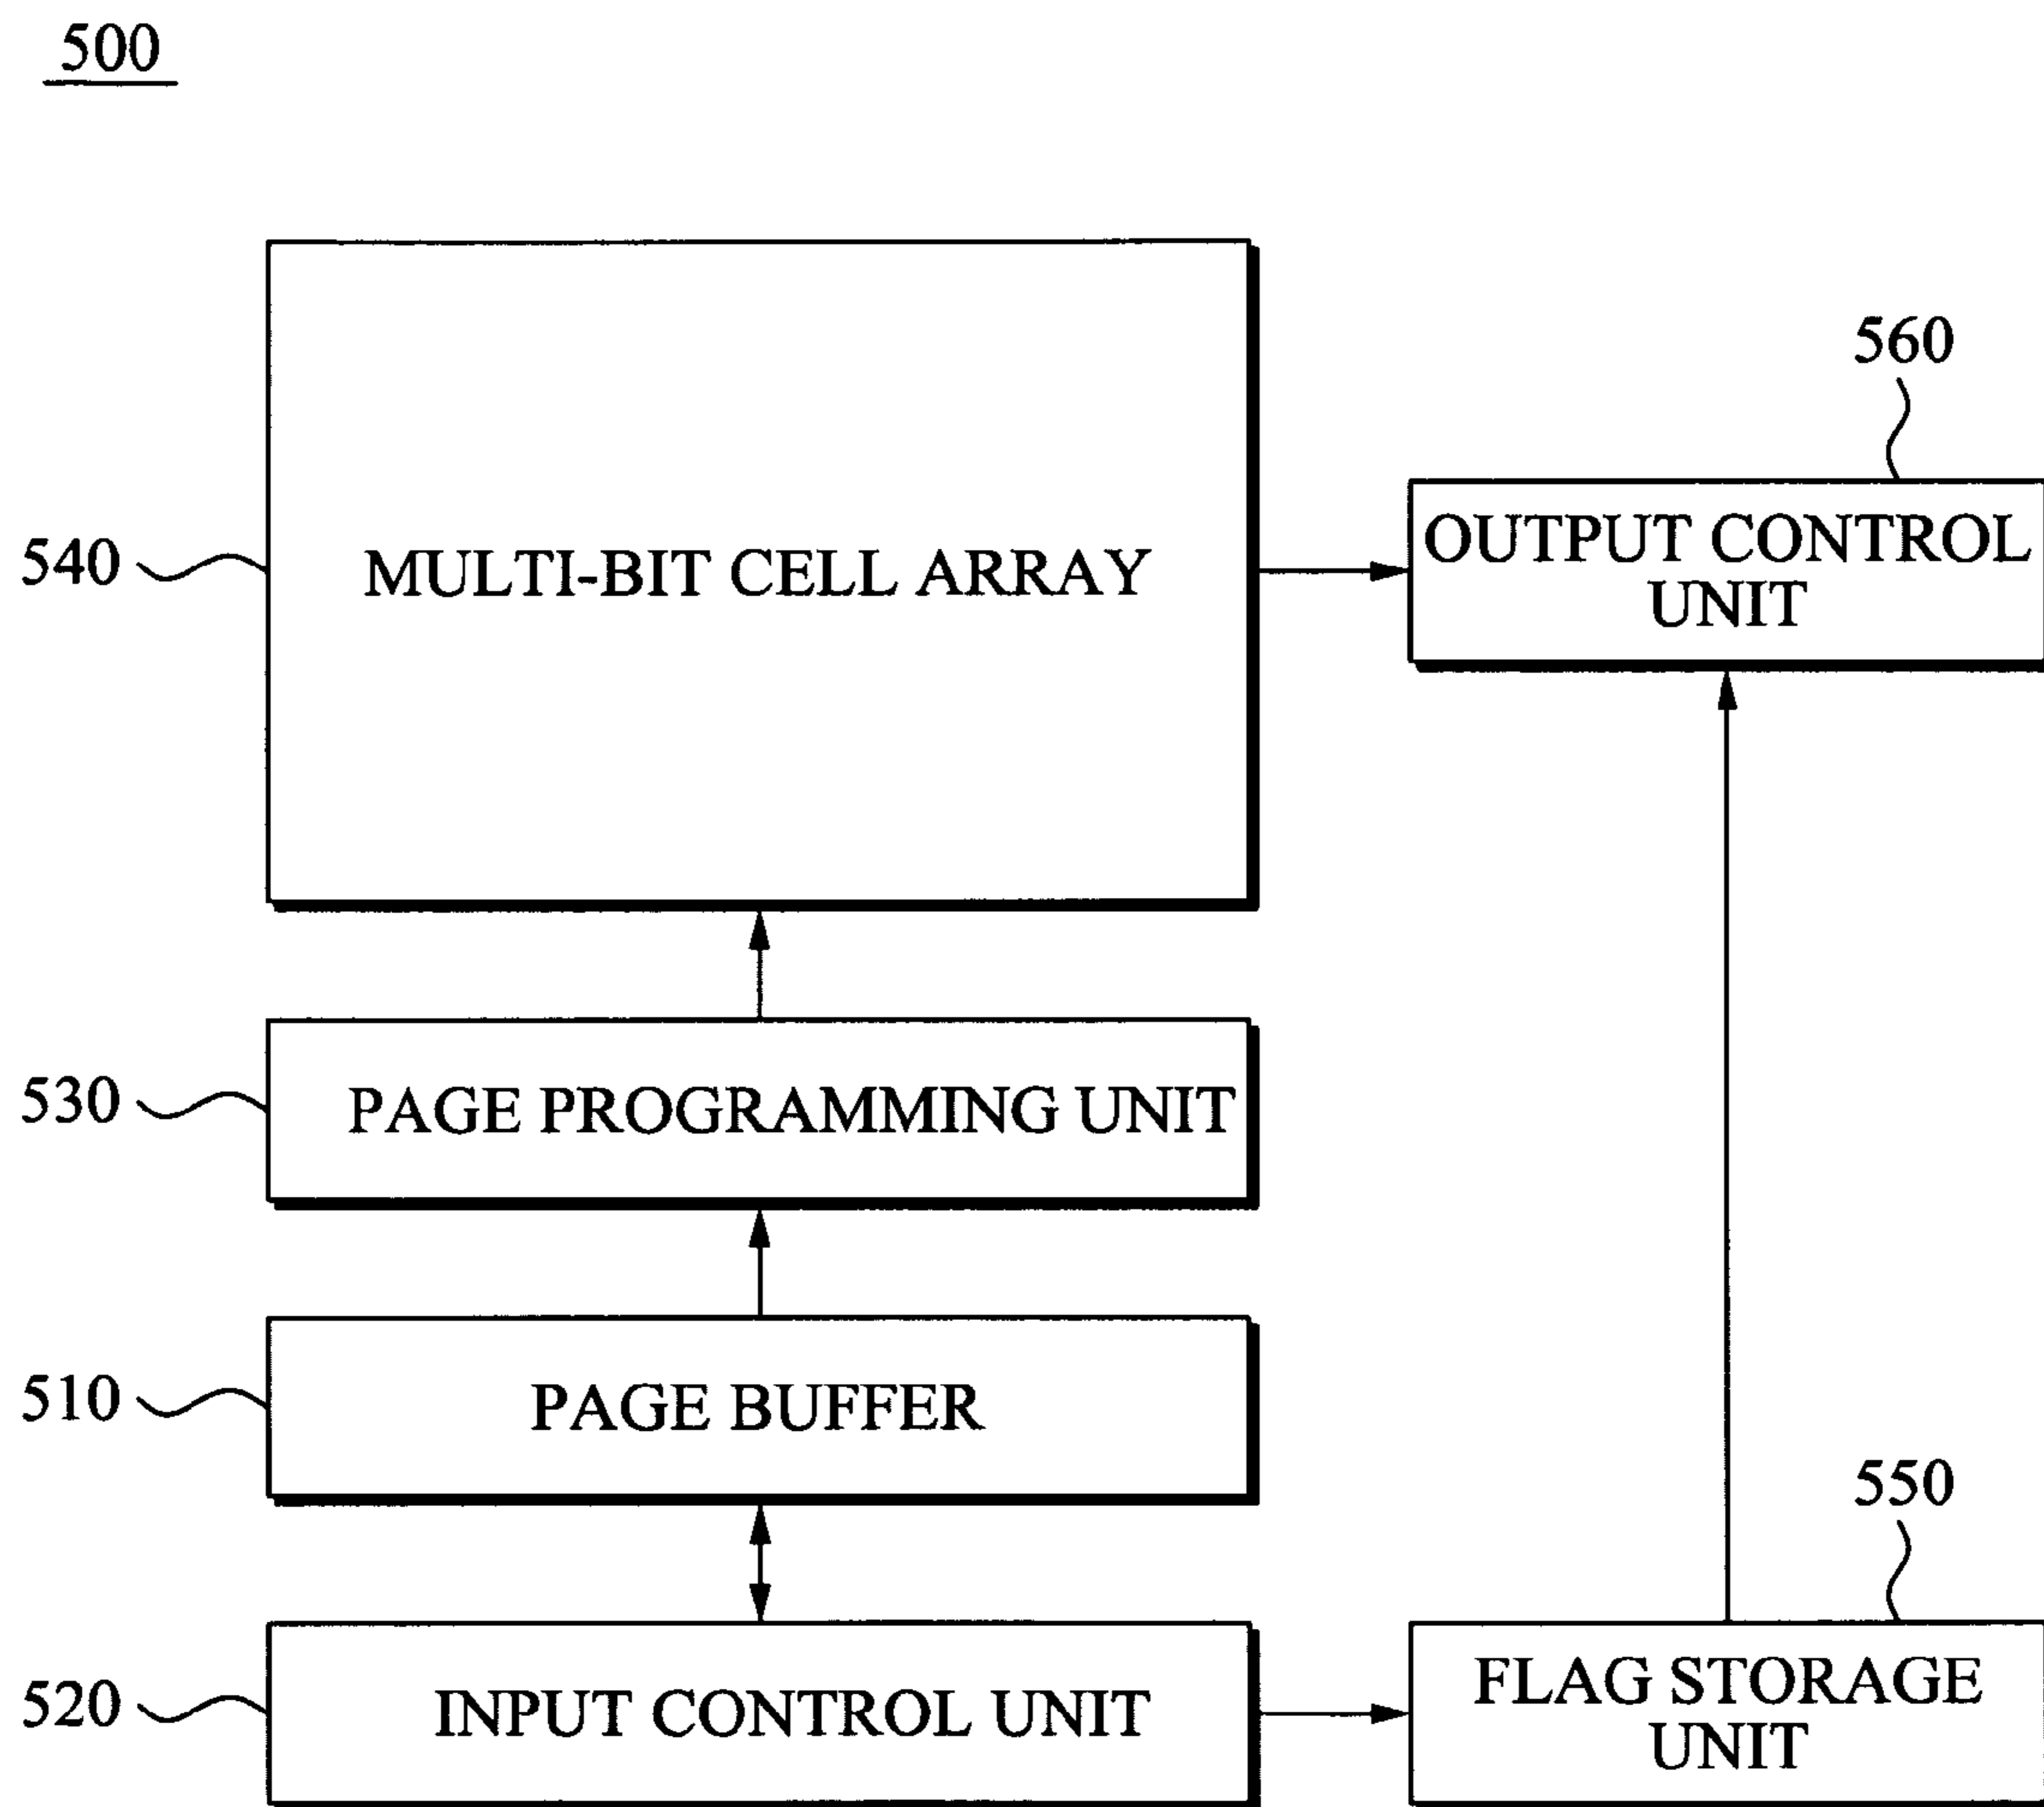 500
560
OUTPUT CONTROL
UNIT
540
MULTI-BIT CELL ARRAY
530
PAGE PROGRAMMING UNIT
510
PAGE BUFFER
550
520
INPUT CONTROL UNIT
FLAG STORAGE
UNIT